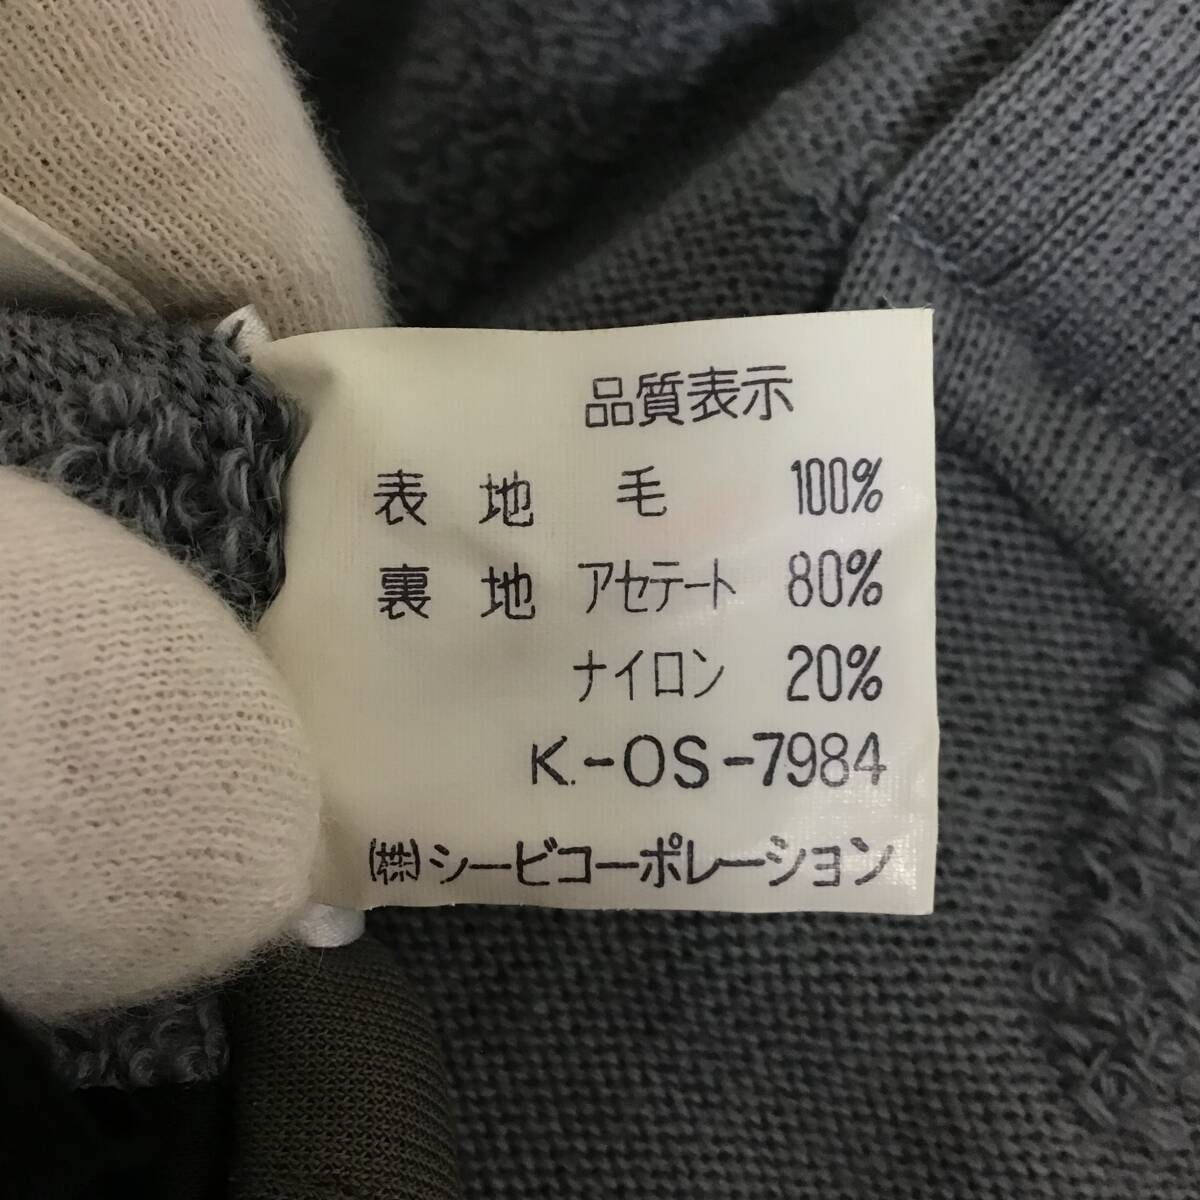 品質表示
表地 毛 100%
裏地 アセテート 80%
ナイロン 20%
K.-OS-7984
(株)シービコーポレーション